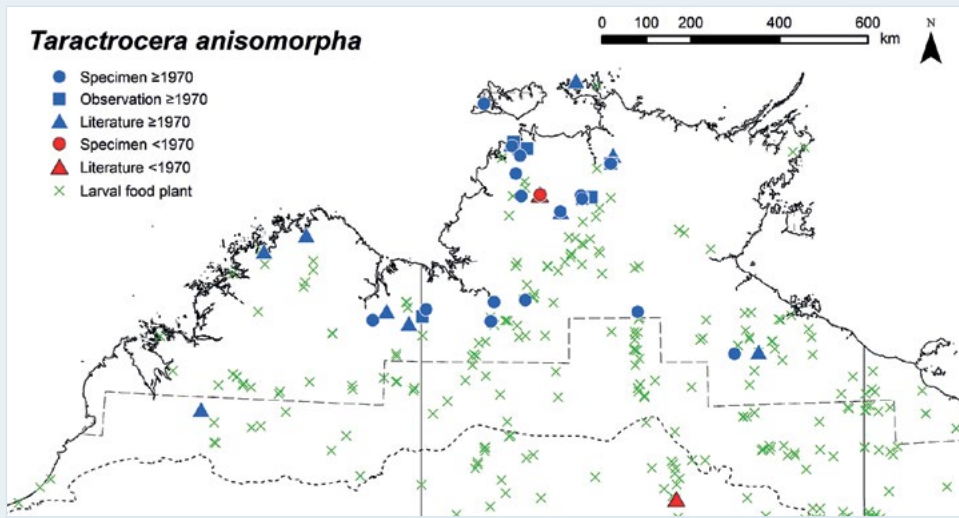 0 100 200 400 600
km
N
Taractrocera anisomorpha
Specimen ≥1970
Observation ≥1970
Literature ≥1970
Specimen <1970
Literature <1970
Larval food plant